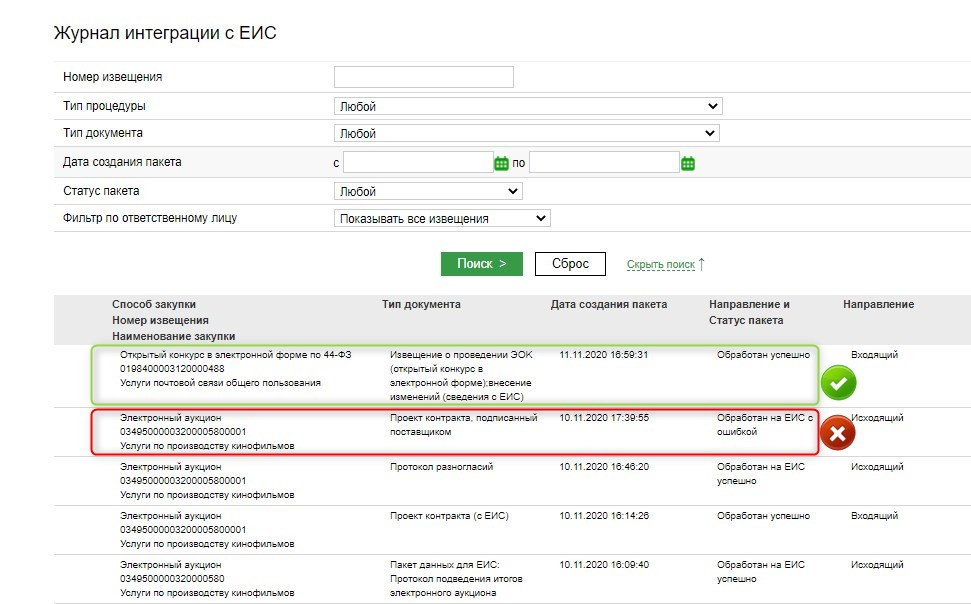 Журнал интеграции с ЕИС
Номер извещения
Тип процедуры Любой
Тип документа Любой
Дата создания пакета с по
Статус пакета Любой
Фильтр по ответственному лицу Показывать все извещения
Поиск > Сброс Скрыть поиск ↑
Способ закупки Тип документа Дата создания пакета Направление и Направление
Номер извещения Статус пакета
Наименование закупки
Открытый конкурс в электронной форме по 44-ФЗ Извещение о проведении ЭОК 11.11.2020 16:59:31 Обработан успешно Входящий
0198400003120000488 (открытый конкурс в
Услуги почтовой связи общего пользования электронной форме);внесение
изменений (сведения с ЕИС)
Электронный аукцион Проект контракта, подписанный 10.11.2020 17:39:55 Обработан на ЕИС с Исходящий
03495000003200005800001 поставщиком ошибкой
Услуги по производству кинофильмов
Электронный аукцион Протокол разногласий 10.11.2020 16:46:20 Обработан на ЕИС Исходящий
03495000003200005800001 успешно
Услуги по производству кинофильмов
Электронный аукцион Проект контракта (с ЕИС) 10.11.2020 16:14:26 Обработан успешно Входящий
03495000003200005800001
Услуги по производству кинофильмов
Электронный аукцион Пакет данных для ЕИС: 10.11.2020 16:09:40 Обработан на ЕИС Исходящий
0349500000320000580 Протокол подведения итогов успешно
Услуги по производству кинофильмов электронного аукциона